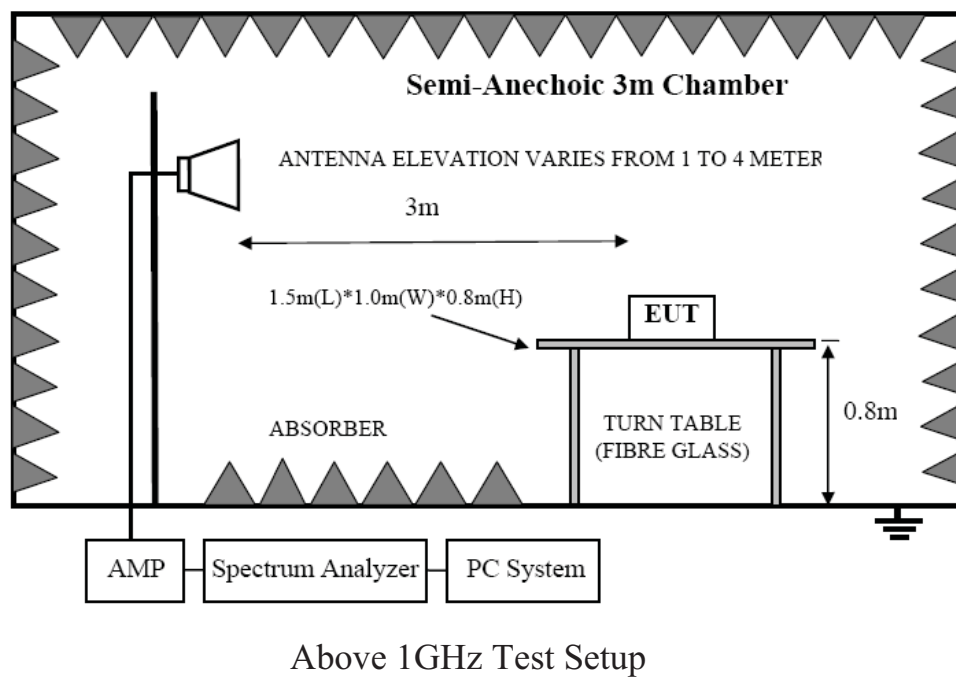 Semi-Anechoic 3m Chamber
ANTENNA ELEVATION VARIES FROM 1 TO 4 METER
3m
1.5m(L)*1.0m(W)*0.8m(H)
EUT
0.8m
ABSORBER
TURN TABLE
(FIBRE GLASS)
AMP
Spectrum Analyzer
PC System
Above 1GHz Test Setup